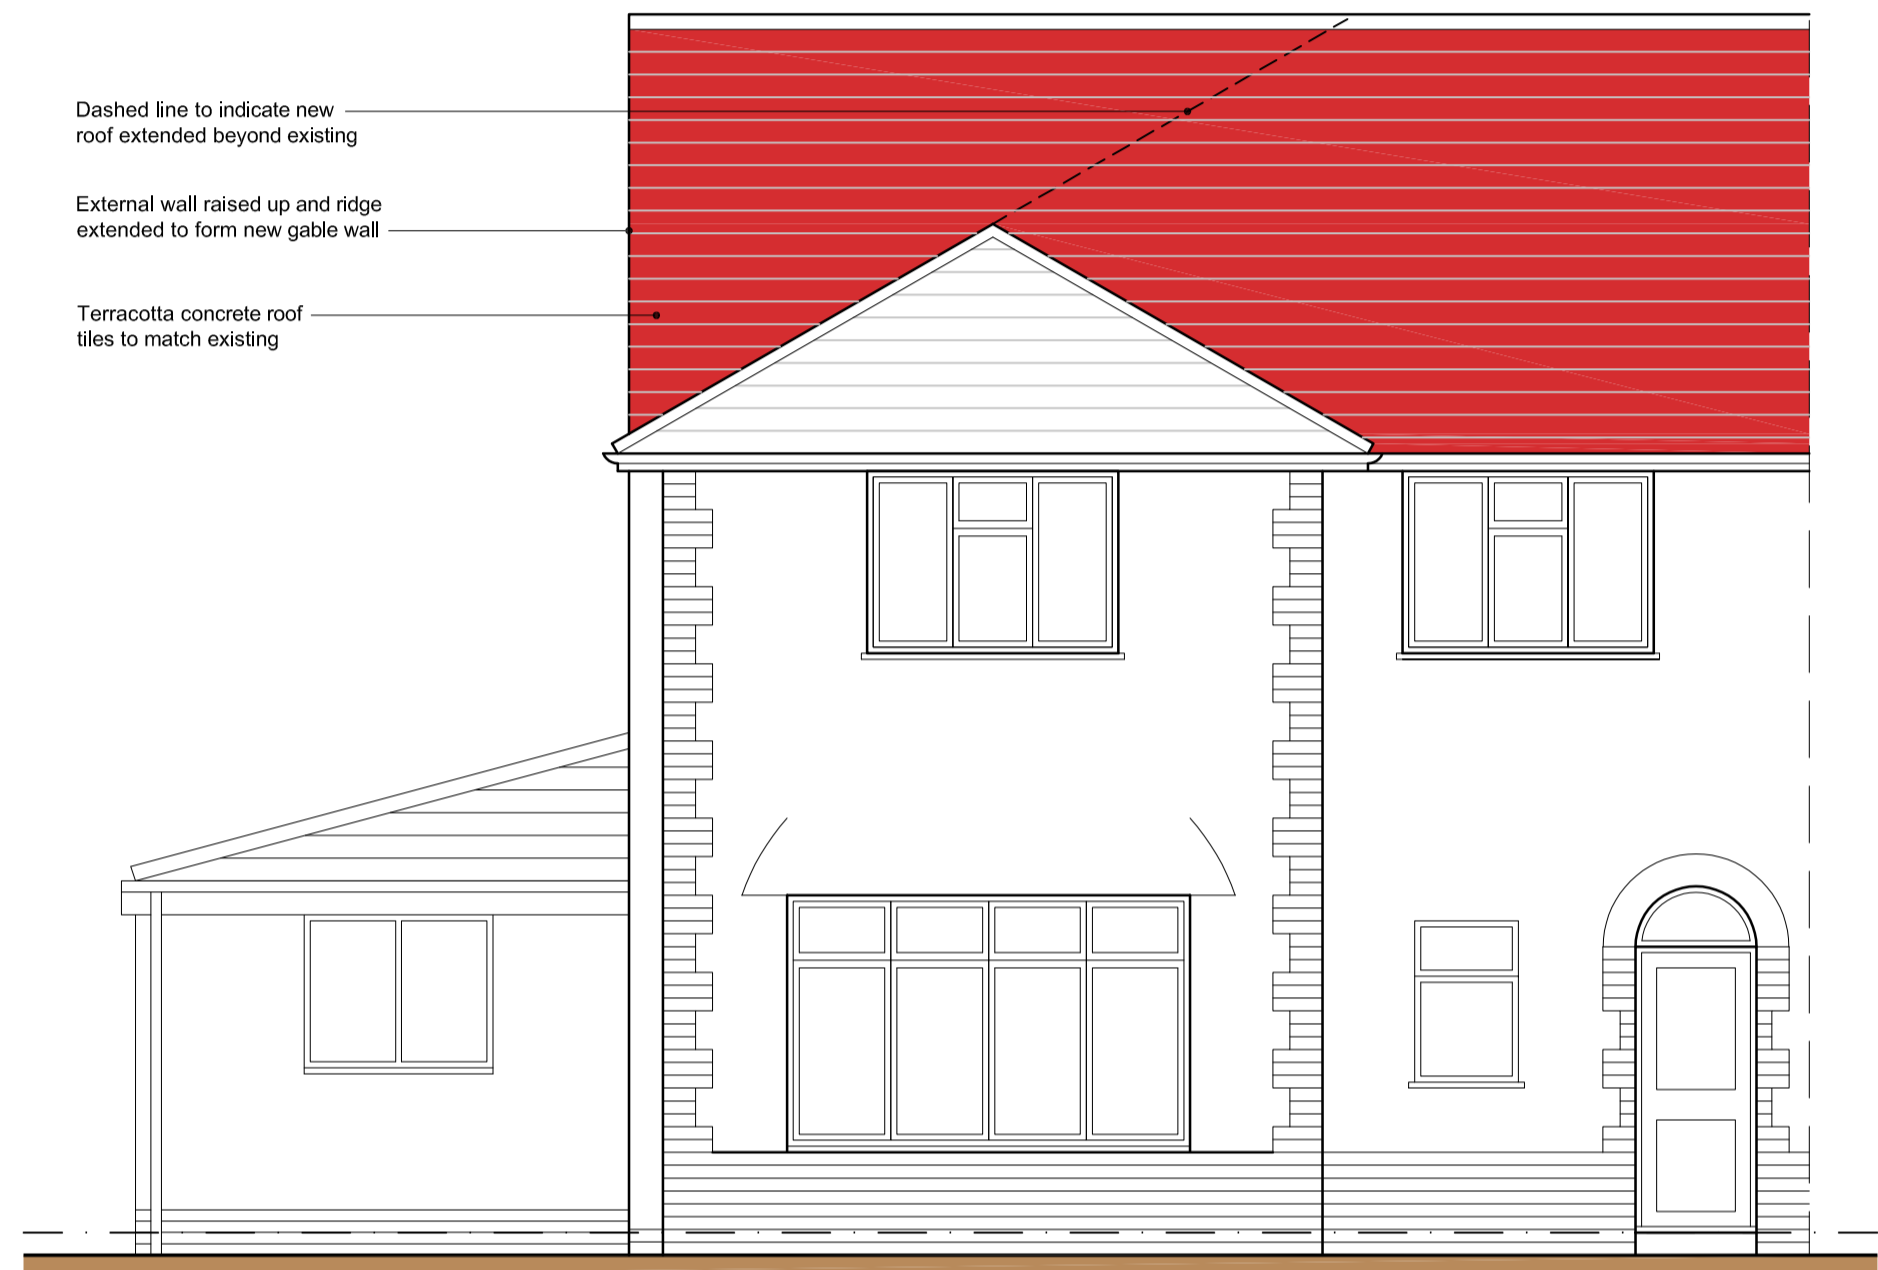 Dashed line to indicate new
roof extended beyond existing
External wall raised up and ridge
extended to form new gable wall
Terracotta concrete roof
tiles to match existing